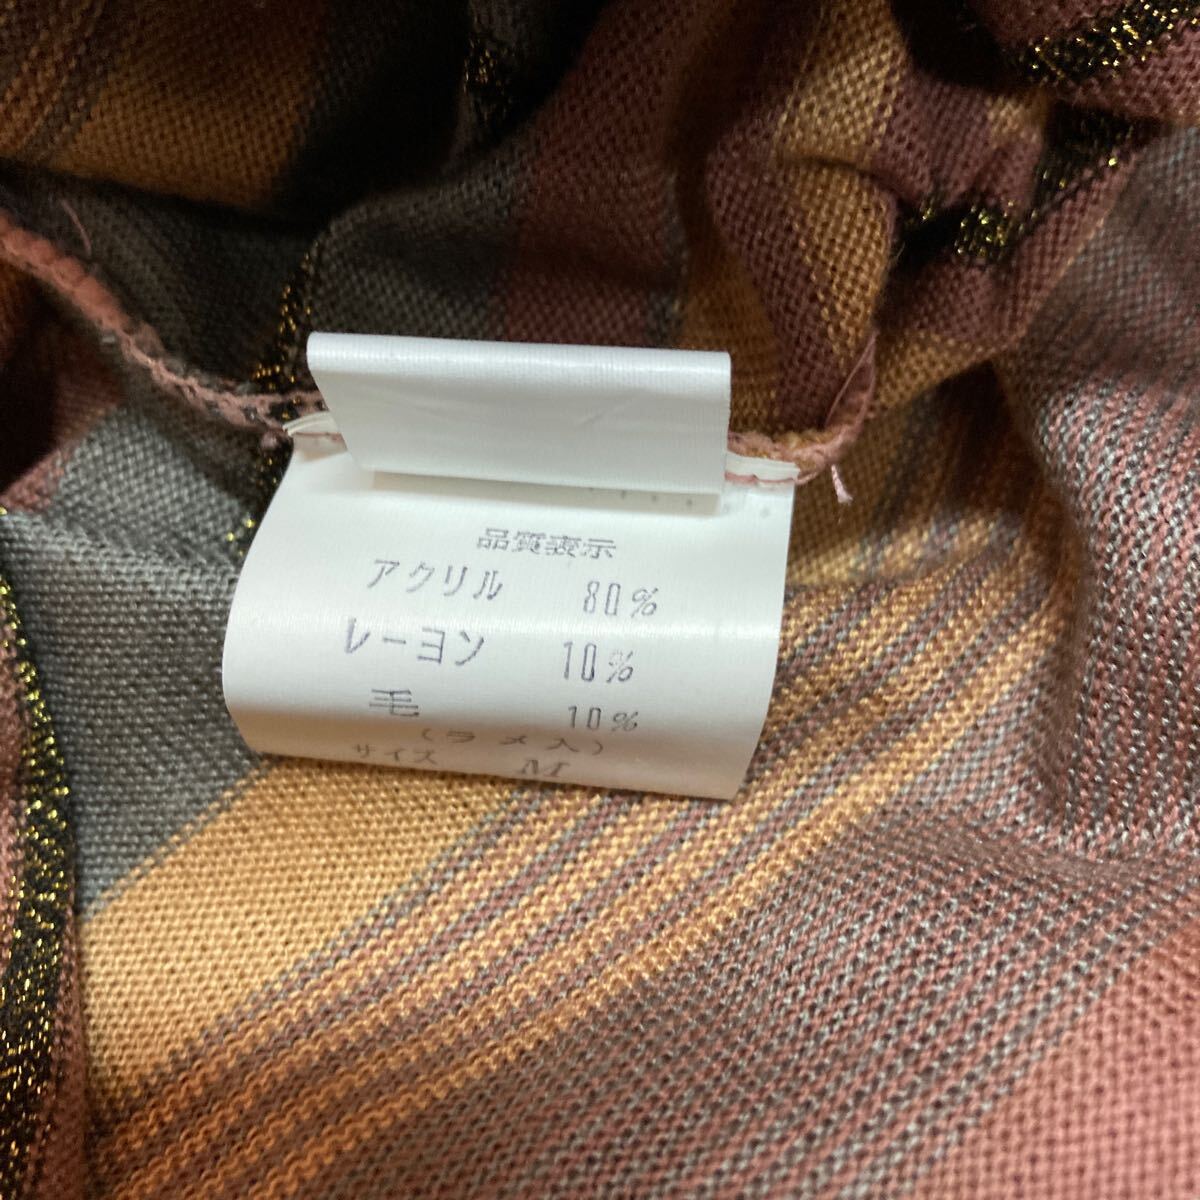 品質表示
アクリル 80%
レーヨン 10%
毛 10%
(ラメ入)
サイズ M